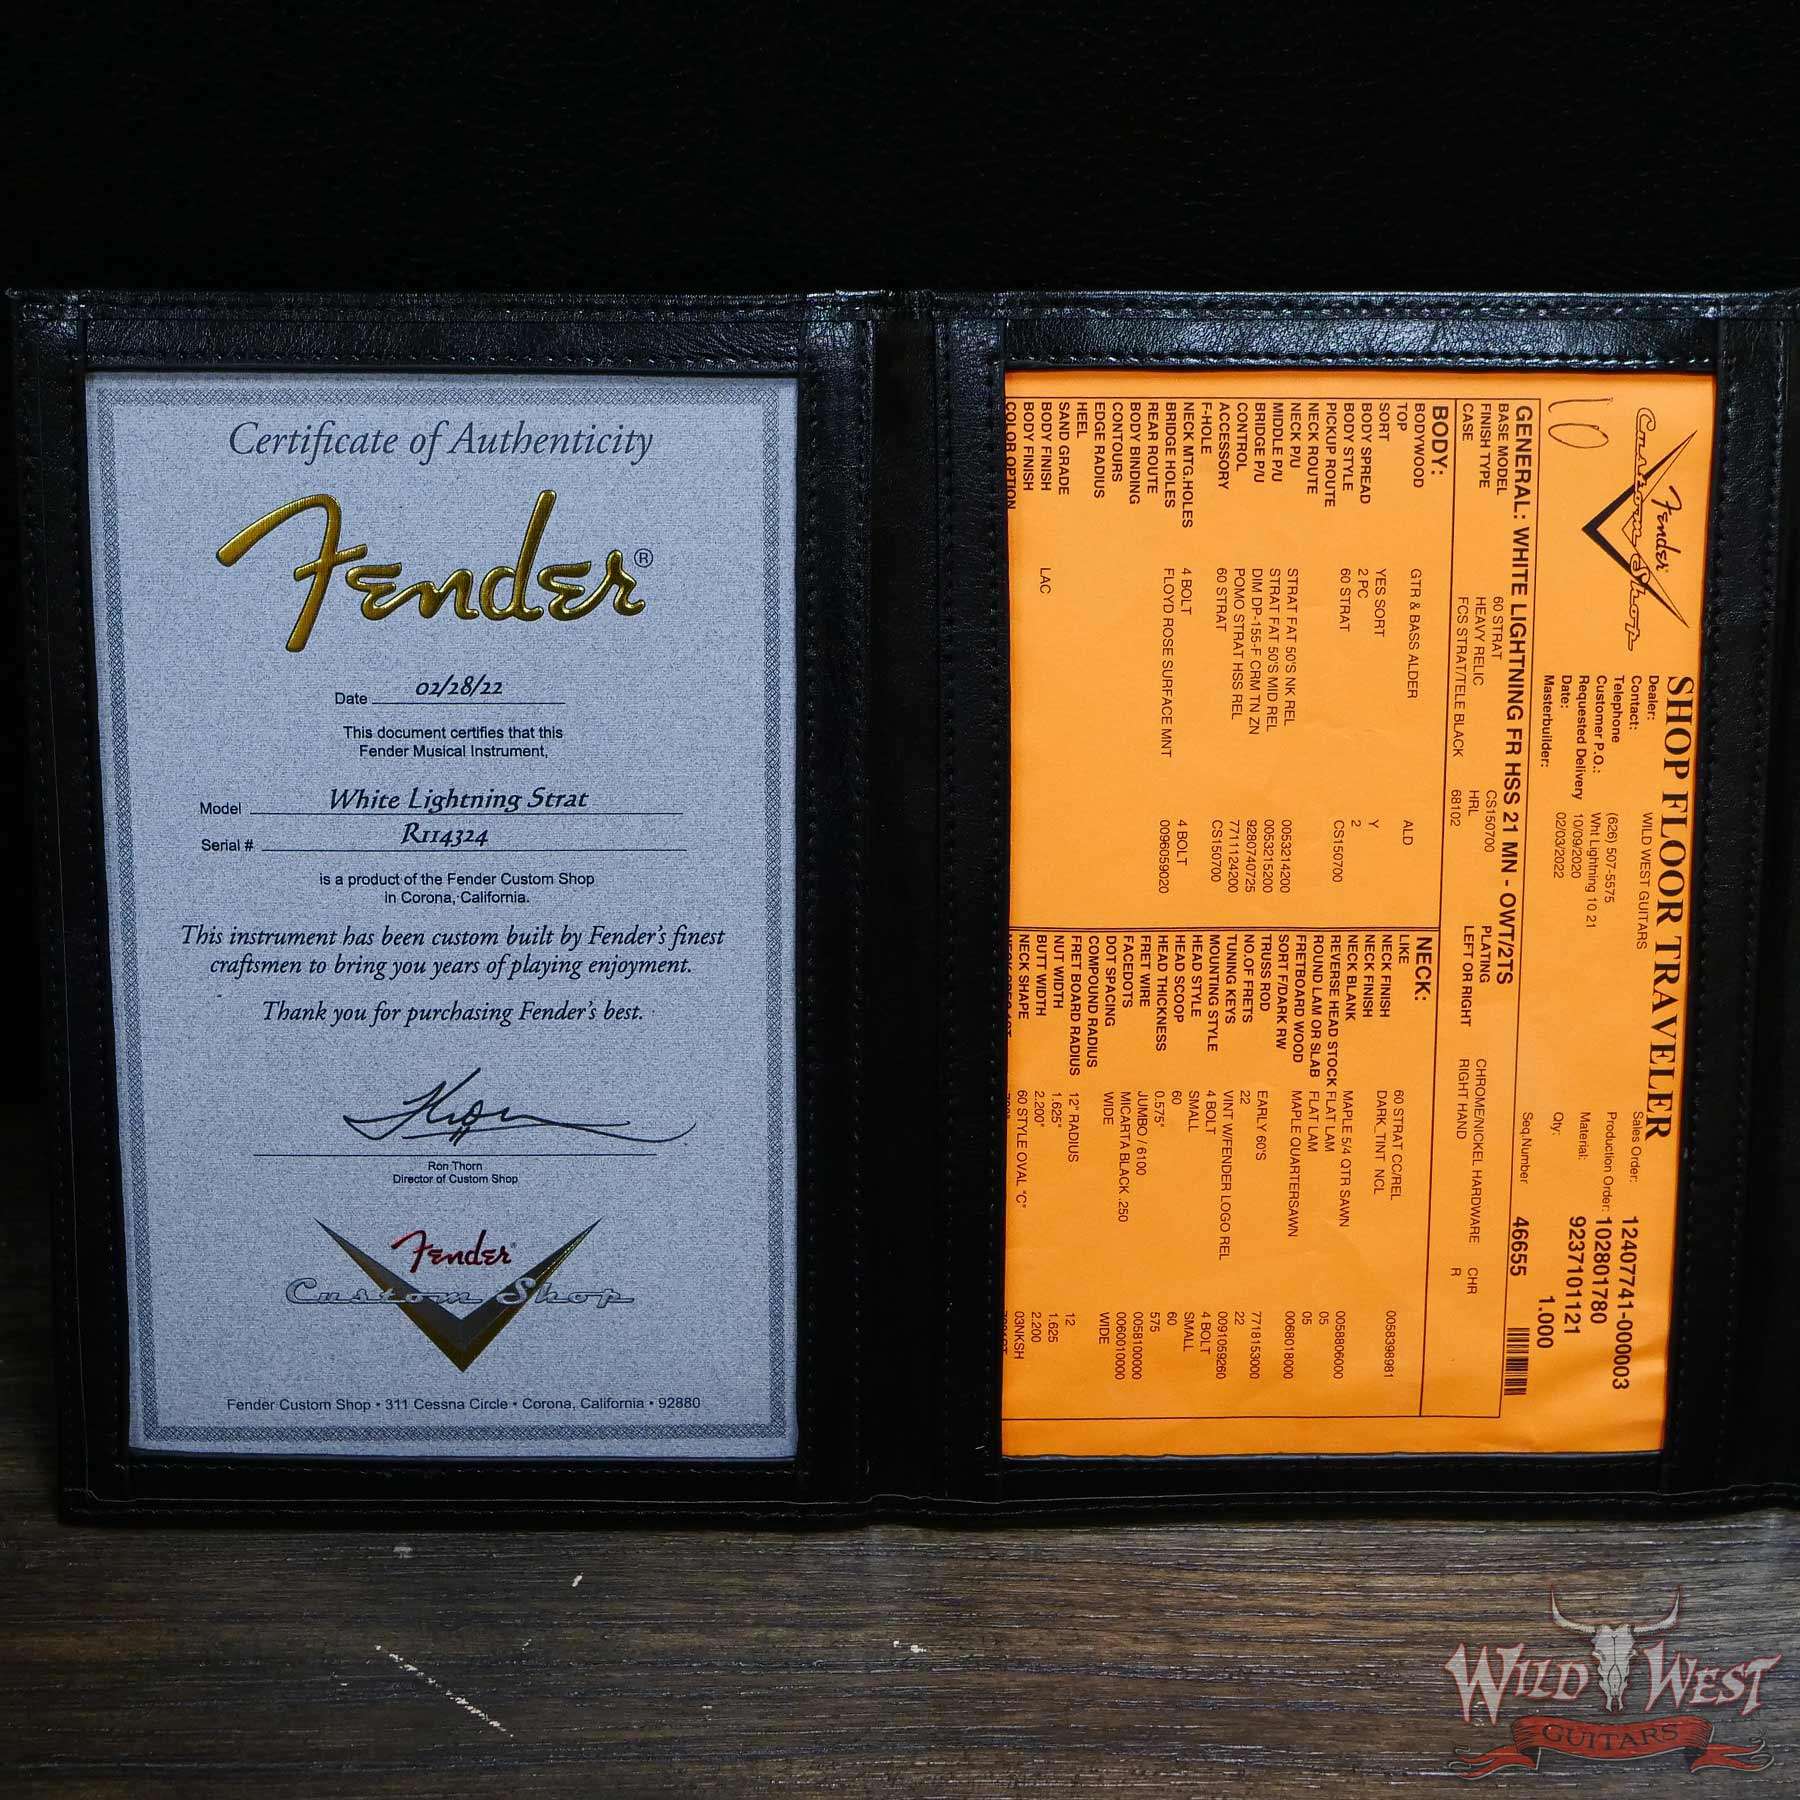 Certificate of Authenticity
Fender®
Date 02/28/22
This document certifies that this
Fender Musical Instrument,
Model White Lightning Strat
Serial # R114324
is a product of the Fender Custom Shop
in Corona, California.
This instrument has been custom built by Fender's finest
craftsmen to bring you years of playing enjoyment.
Thank you for purchasing Fender's best.
Ron Thorn
Director of Custom Shop
Fender®
Custom Shop
Fender Custom Shop • 311 Cessna Circle • Corona, California • 92880
10
Fender
Custom Shop
SHOP FLOOR TRAVELER
Dealer: WILD WEST GUITARS
Contact:
Telephone (626) 507-5575
Customer P.O.: Wht Lightning 10 21
Requested Delivery 10/09/2020
Date: 02/03/2022
Masterbuilder:
Sales Order: 12407741-000003
Production Order: 102801780
Material: 9237101121
Qty: 1.000
GENERAL: WHITE LIGHTNING FR HSS 21 MN - OWT/2TS Seq.Number 46655
BASE MODEL 60 STRAT CS150700 PLATING CHROME/NICKEL HARDWARE CHR
FINISH TYPE HEAVY RELIC HRL LEFT OR RIGHT RIGHT HAND R
CASE FCS STRAT/TELE BLACK 68102
BODY:
BODYWOOD GTR & BASS ALDER ALD
TOP
SORT YES SORT Y
BODY SPREAD 2 PC 2
BODY STYLE 60 STRAT CS150700
PICKUP ROUTE
NECK ROUTE
NECK P/U STRAT FAT 50'S NK REL 0053214200
MIDDLE P/U STRAT FAT 50'S MID REL 0053215200
BRIDGE P/U DIM DP-155-F CRM TN ZN 9280740725
CONTROL POMO STRAT HSS REL 7711124200
ACCESSORY 60 STRAT CS150700
F-HOLE
NECK MTG.HOLES 4 BOLT 4 BOLT
BRIDGE HOLES FLOYD ROSE SURFACE MNT 0096059020
REAR ROUTE
BODY BINDING
CONTOURS
EDGE RADIUS
HEEL
SAND GRADE
BODY FINISH LAC
BODY FINISH
COLOR OPTION
NECK:
LIKE 60 STRAT CC/REL 0058398981
NECK FINISH DARK_TINT NCL
NECK FINISH
NECK BLANK MAPLE 5/4 QTR SAWN 0058806000
REVERSE HEAD STOCK FLAT LAM 05
ROUND LAM OR SLAB FLAT LAM 05
FRETBOARD WOOD MAPLE QUARTERSAWN 0068018000
SORT F/DARK RW
TRUSS ROD EARLY 60'S 7718153000
NO.OF FRETS 22 22
TUNING KEYS VINT W/FENDER LOGO REL 0091059260
MOUNTING STYLE 4 BOLT 4 BOLT
HEAD STYLE SMALL SMALL
HEAD SCOOP 60 60
HEAD THICKNESS 0.575" 575
FRET WIRE JUMBO / 6100 0058100000
FACEDOTS MICARTA BLACK .250 0060010000
DOT SPACING WIDE WIDE
COMPOUND RADIUS
FRET BOARD RADIUS 12" RADIUS 12
NUT WIDTH 1.625" 1.625
BUTT WIDTH 2.200" 2.200
NECK SHAPE 60 STYLE OVAL "C" 03NKSH
WILD WEST
GUITARS